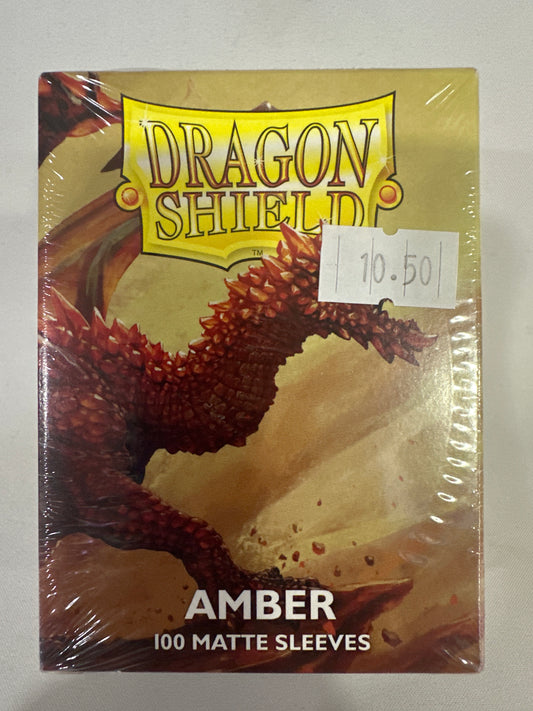 DRAGON
SHIELD
™
10.50
AMBER
100 MATTE SLEEVES